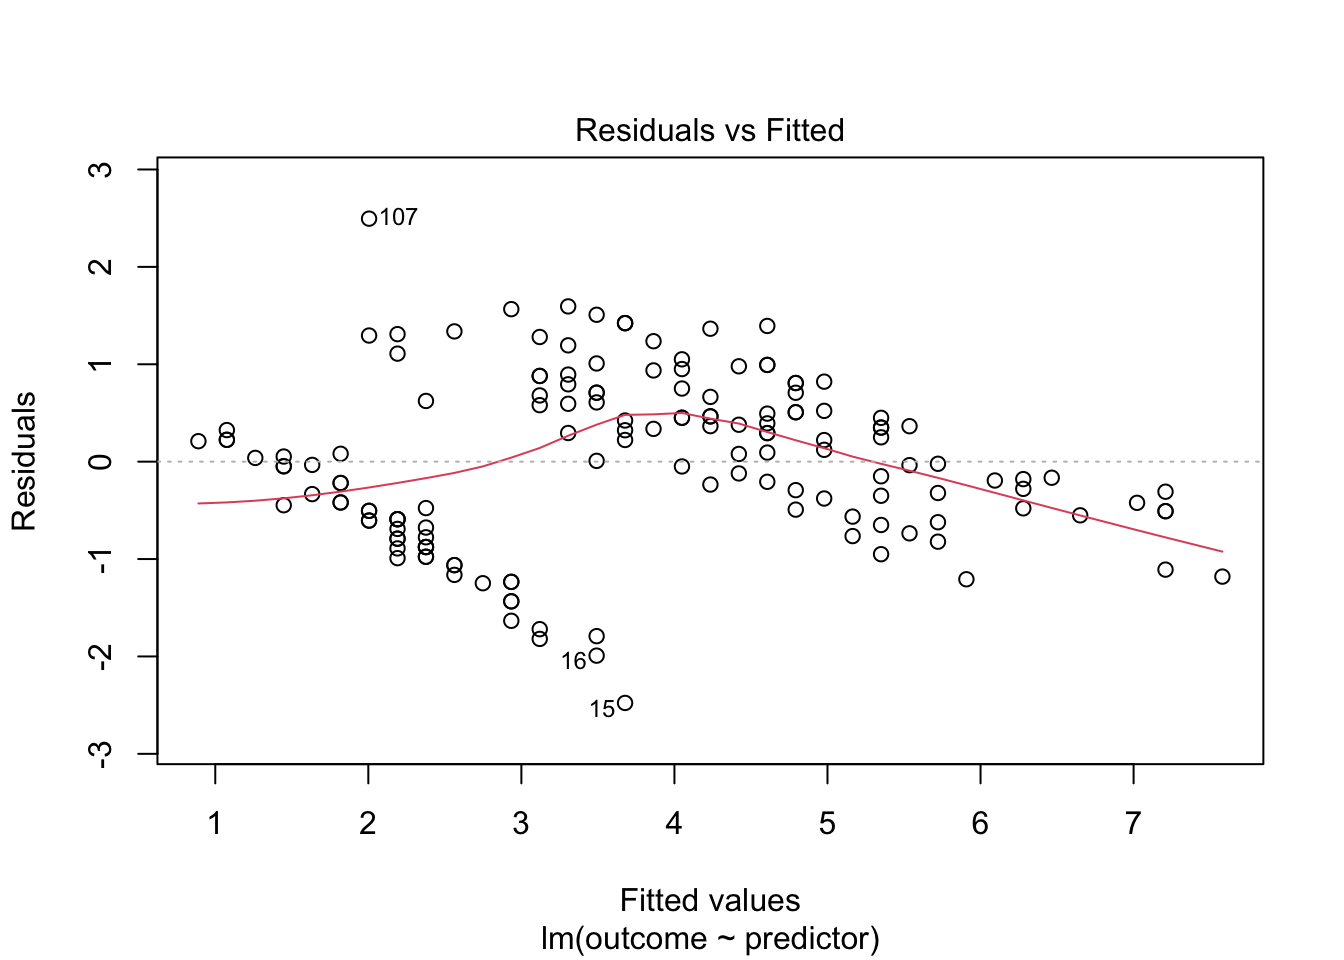 Residuals vs Fitted
Residuals
3
2
1
0
-1
-2
-3
107
16
15
1 2 3 4 5 6 7
Fitted values
lm(outcome ~ predictor)